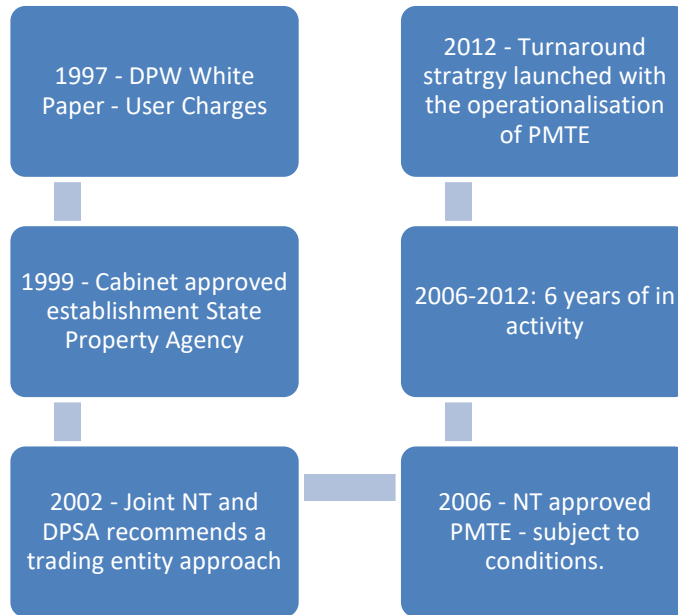 1997 - DPW White
Paper - User Charges
1999 - Cabinet approved
establishment State
Property Agency
2002 - Joint NT and
DPSA recommends a
trading entity approach
2006 - NT approved
PMTE - subject to
conditions.
2006-2012: 6 years of in
activity
2012 - Turnaround
stratrgy launched with
the operationalisation
of PMTE